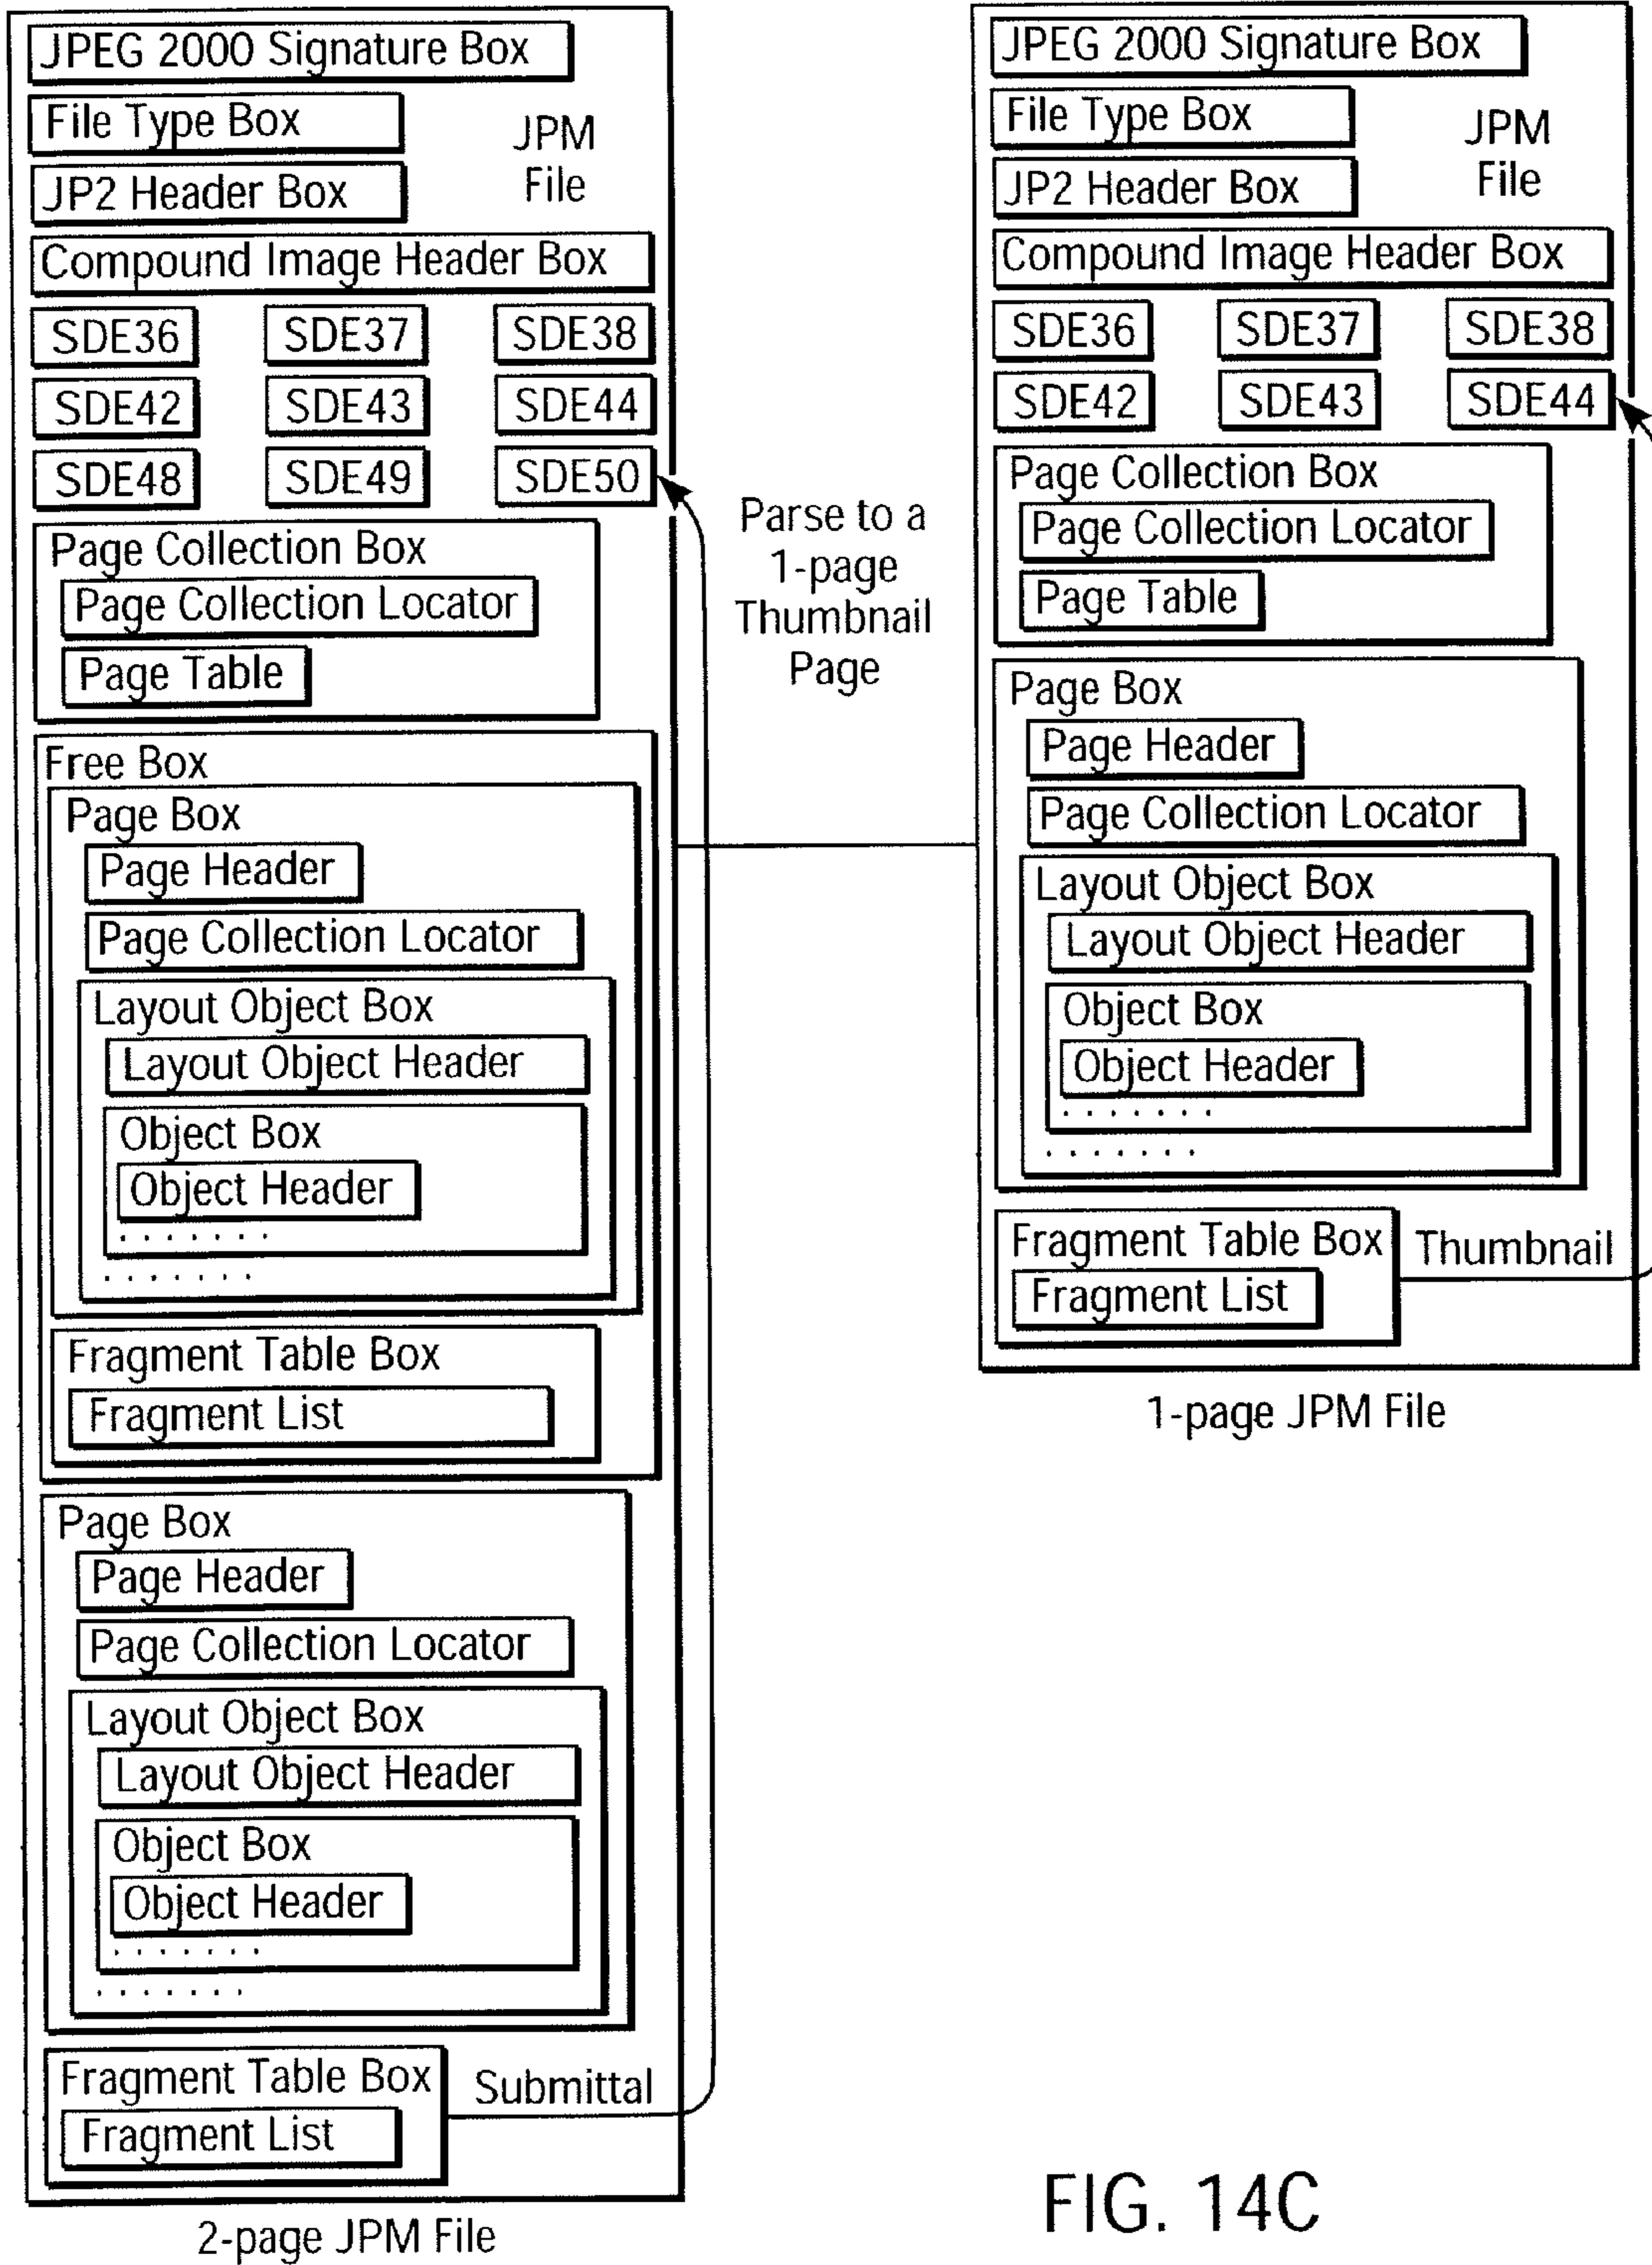 JPEG 2000 Signature Box
File Type Box
JPM
File
JP2 Header Box
Compound Image Header Box
SDE36 SDE37 SDE38
SDE42 SDE43 SDE44
SDE48 SDE49 SDE50
Page Collection Box
Page Collection Locator
Page Table
Free Box
Page Box
Page Header
Page Collection Locator
Layout Object Box
Layout Object Header
Object Box
Object Header
. . . . . . .
. . . . . . .
Fragment Table Box
Fragment List
Page Box
Page Header
Page Collection Locator
Layout Object Box
Layout Object Header
Object Box
Object Header
. . . . . . .
. . . . . . .
Fragment Table Box
Submittal
Fragment List
2-page JPM File
Parse to a
1-page
Thumbnail
Page
JPEG 2000 Signature Box
File Type Box
JPM
File
JP2 Header Box
Compound Image Header Box
SDE36 SDE37 SDE38
SDE42 SDE43 SDE44
Page Collection Box
Page Collection Locator
Page Table
Page Box
Page Header
Page Collection Locator
Layout Object Box
Layout Object Header
Object Box
Object Header
. . . . . . .
. . . . . . .
Fragment Table Box
Thumbnail
Fragment List
1-page JPM File
FIG. 14C